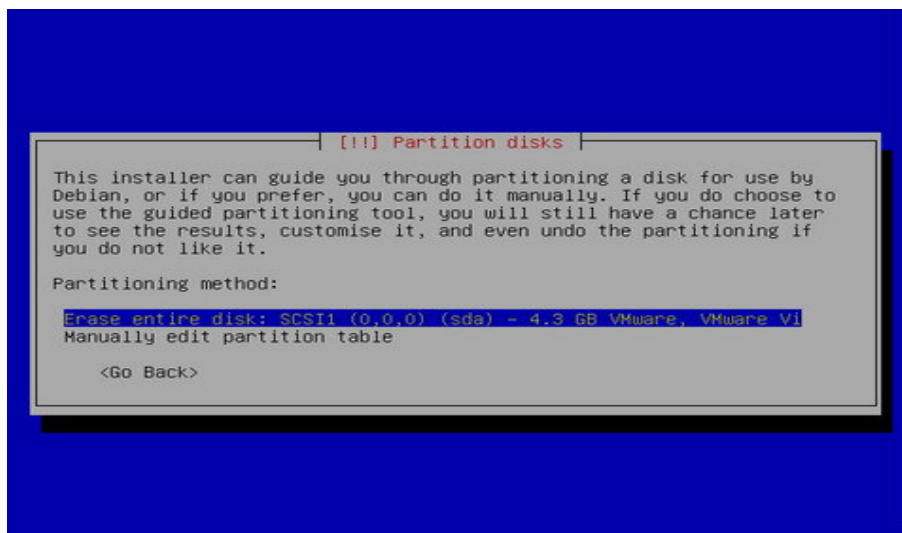 [!!] Partition disks
This installer can guide you through partitioning a disk for use by
Debian, or if you prefer, you can do it manually. If you do choose to
use the guided partitioning tool, you will still have a chance later
to see the results, customise it, and even undo the partitioning if
you do not like it.
Partitioning method:
Erase entire disk: SCSI1 (0,0,0) (sda) - 4.3 GB VMware, VMware Vi
Manually edit partition table
<Go Back>